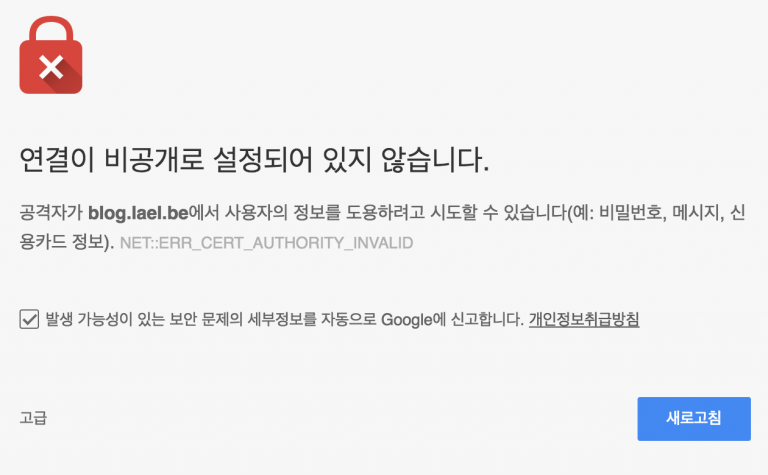 연결이 비공개로 설정되어 있지 않습니다.
공격자가 blog.lael.be에서 사용자의 정보를 도용하려고 시도할 수 있습니다(예: 비밀번호, 메시지, 신
용카드 정보). NET::ERR_CERT_AUTHORITY_INVALID
발생 가능성이 있는 보안 문제의 세부정보를 자동으로 Google에 신고합니다. 개인정보취급방침
고급
새로고침